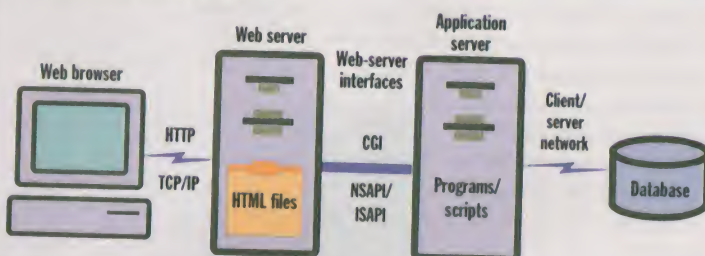 Web browser
HTTP
TCP/IP
Web server
HTML files
Web-server
interfaces
CGI
NSAPI/
ISAPI
Application
server
Programs/
scripts
Client/
server
network
Database